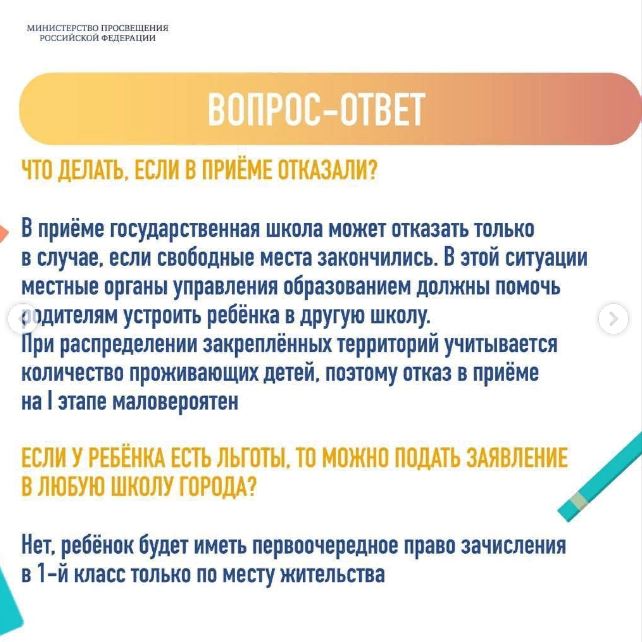 МИНИСТЕРСТВО ПРОСВЕЩЕНИЯ
РОССИЙСКОЙ ФЕДЕРАЦИИ
ВОПРОС-ОТВЕТ
ЧТО ДЕЛАТЬ, ЕСЛИ В ПРИЁМЕ ОТКАЗАЛИ?
В приёме государственная школа может отказать только
в случае, если свободные места закончились. В этой ситуации
местные органы управления образованием должны помочь
родителям устроить ребёнка в другую школу.
При распределении закреплённых территорий учитывается
количество проживающих детей, поэтому отказ в приёме
на I этапе маловероятен
ЕСЛИ У РЕБЁНКА ЕСТЬ ЛЬГОТЫ, ТО МОЖНО ПОДАТЬ ЗАЯВЛЕНИЕ
В ЛЮБУЮ ШКОЛУ ГОРОДА?
Нет, ребёнок будет иметь первоочередное право зачисления
в 1-й класс только по месту жительства